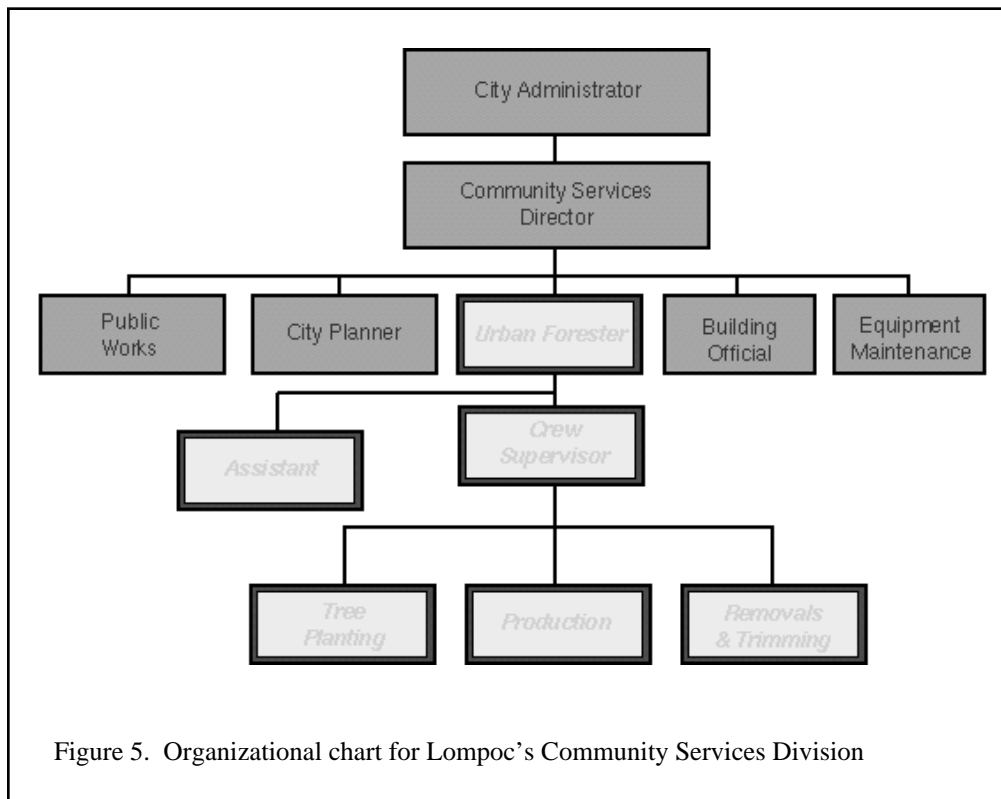 City Administrator
Community Services
Director
Public
Works
City Planner
Urban Forester
Building
Official
Equipment
Maintenance
Assistant
Crew
Supervisor
Tree
Planting
Production
Removals
& Trimming
Figure 5.  Organizational chart for Lompoc’s Community Services Division